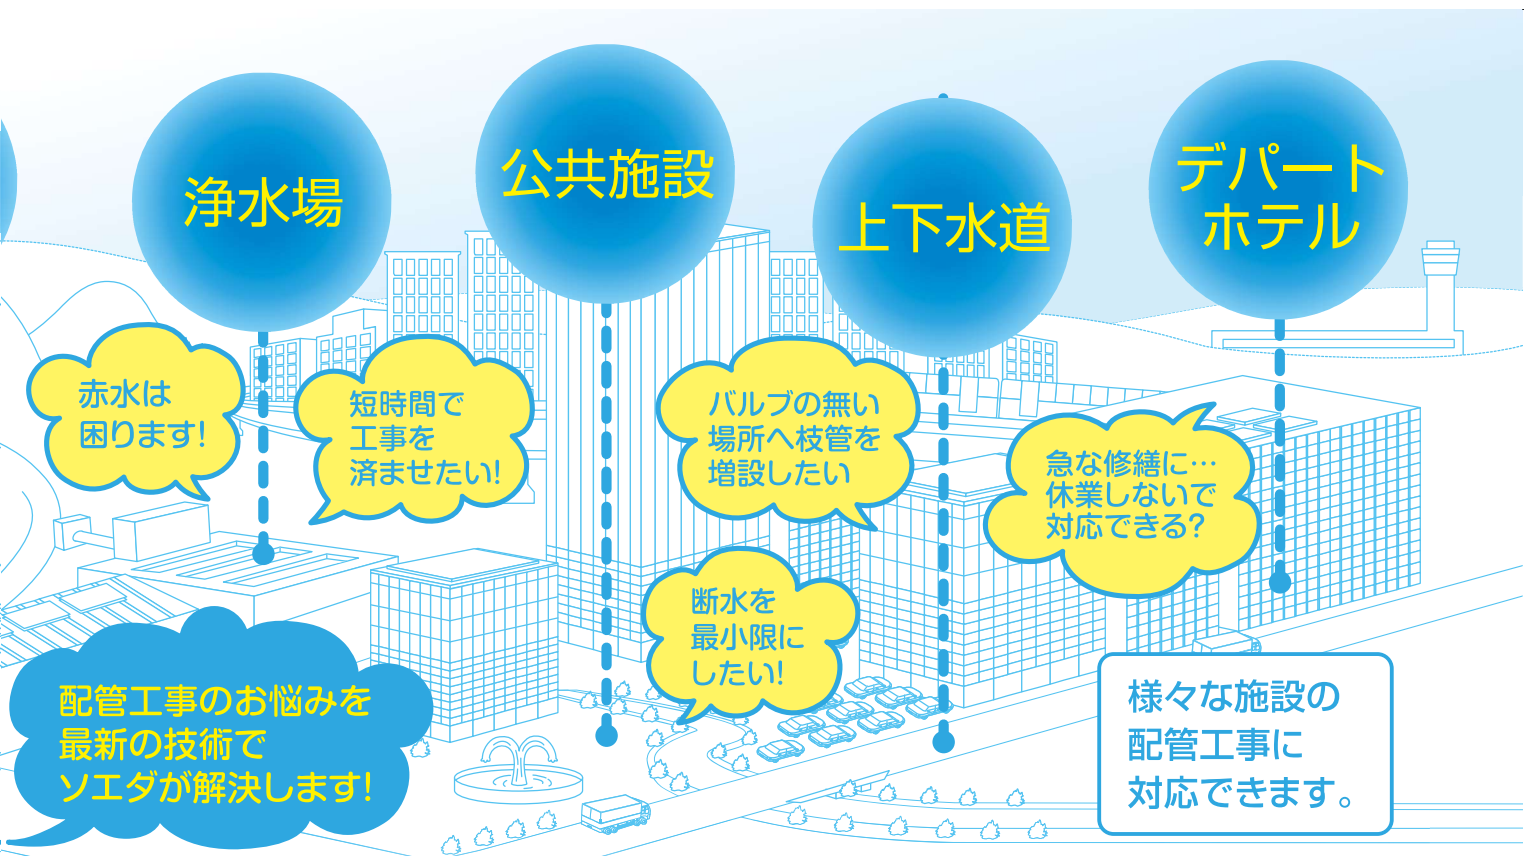 浄水場
公共施設
上下水道
デパート
ホテル
赤水は
困ります!
短時間で
工事を
済ませたい!
バルブの無い
場所へ枝管を
増設したい
急な修繕に…
休業しないで
対応できる?
断水を
最小限に
したい!
配管工事のお悩みを
最新の技術で
ソエダが解決します!
様々な施設の
配管工事に
対応できます。